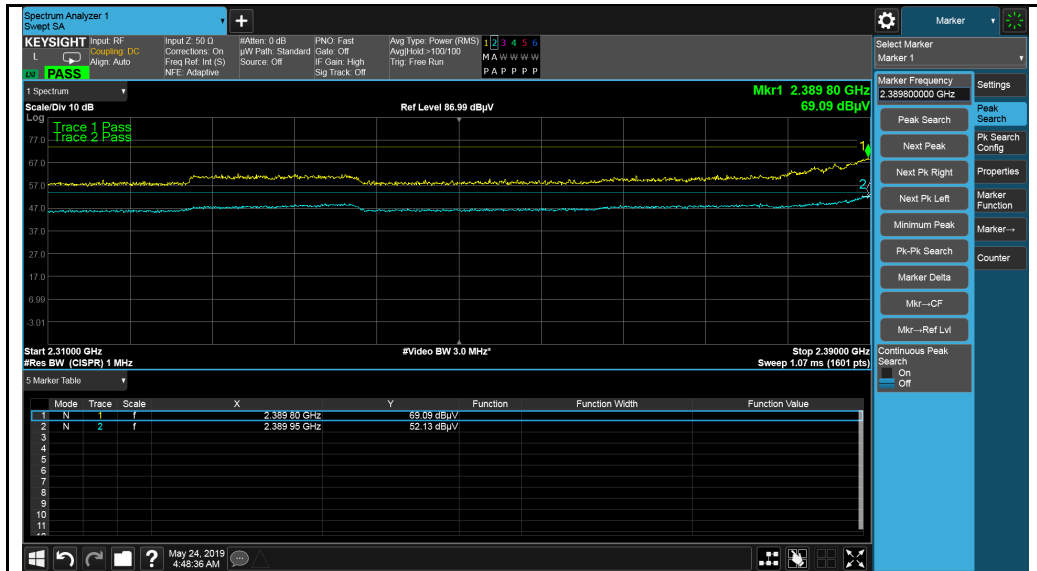 Spectrum Analyzer 1
Swept SA
+
Marker
KEYSIGHT
L
LXI
PASS
Input: RF
Coupling: DC
Align: Auto
Input Z: 50 Ω
Corrections: On
Freq Ref: Int (S)
NFE: Adaptive
#Atten: 0 dB
µW Path: Standard
Source: Off
PNO: Fast
Gate: Off
IF Gain: High
Sig Track: Off
Avg Type: Power (RMS)
Avg|Hold:>100/100
Trig: Free Run
1 2 3 4 5 6
M A W W W W
P A P P P P
Select Marker
Marker 1
1 Spectrum
Scale/Div 10 dB
Ref Level 86.99 dBµV
Mkr1 2.389 80 GHz
69.09 dBµV
Log
Trace 1 Pass
Trace 2 Pass
77.0
67.0
57.0
47.0
37.0
27.0
17.0
6.99
-3.01
1
2
Start 2.31000 GHz
#Video BW 3.0 MHz*
Stop 2.39000 GHz
#Res BW (CISPR) 1 MHz
Sweep 1.07 ms (1601 pts)
5 Marker Table
Mode Trace Scale X Y Function Function Width Function Value
1 N 1 f 2.389 80 GHz 69.09 dBµV
2 N 2 f 2.389 95 GHz 52.13 dBµV
3
4
5
6
7
8
9
10
11
Marker Frequency
2.389800000 GHz
Peak Search
Next Peak
Next Pk Right
Next Pk Left
Minimum Peak
Pk-Pk Search
Marker Delta
Mkr→CF
Mkr→Ref Lvl
Continuous Peak
Search
On
Off
Settings
Peak
Search
Pk Search
Config
Properties
Marker
Function
Marker→
Counter
?
May 24, 2019
4:48:36 AM